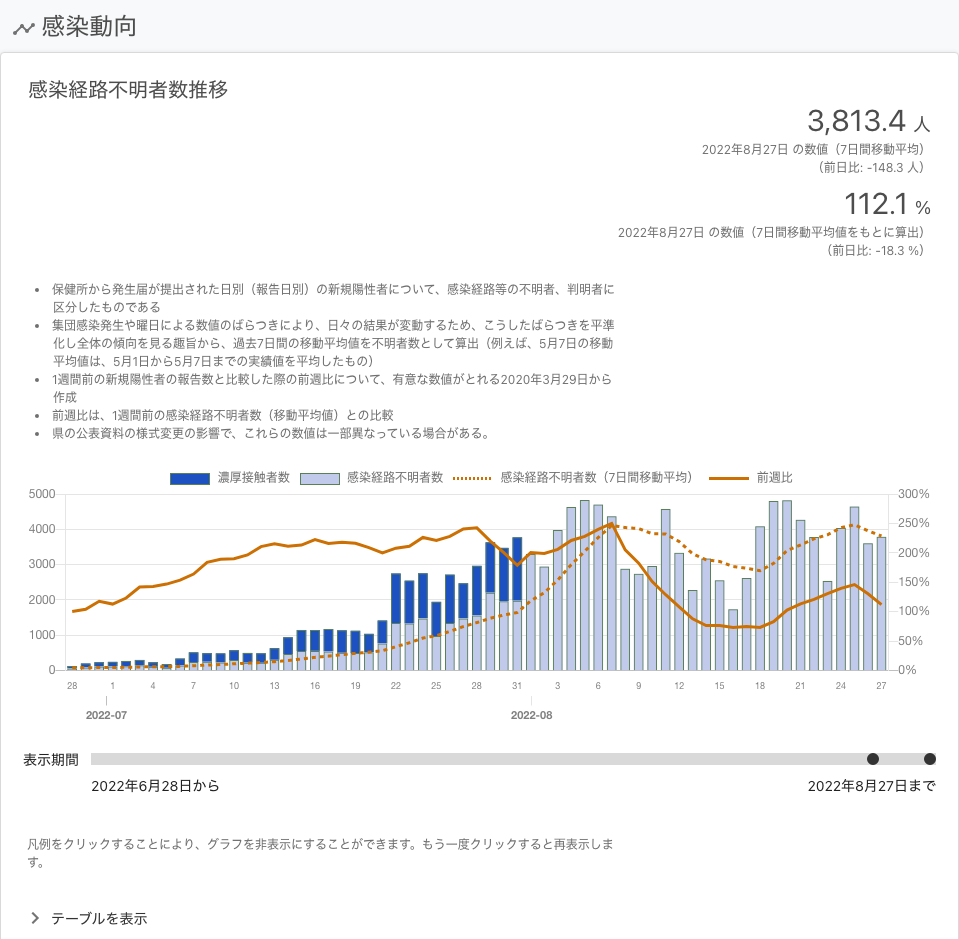 感染動向
感染経路不明者数推移
3,813.4 人
2022年8月27日 の数値（7日間移動平均）
（前日比: -148.3 人）
112.1 %
2022年8月27日 の数値（7日間移動平均値をもとに算出）
（前日比: -18.3 %）
• 保健所から発生届が提出された日別（報告日別）の新規陽性者について、感染経路等の不明者、判明者に
区分したものである
• 集団感染発生や曜日による数値のばらつきにより、日々の結果が変動するため、こうしたばらつきを平準
化し全体の傾向を見る趣旨から、過去7日間の移動平均値を不明者数として算出（例えば、5月7日の移動
平均値は、5月1日から5月7日までの実績値を平均したもの）
• 1週間前の新規陽性者の報告数と比較した際の前週比について、有意な数値がとれる2020年3月29日から
作成
• 前週比は、1週間前の感染経路不明者数（移動平均値）との比較
• 県の公表資料の様式変更の影響で、これらの数値は一部異なっている場合がある。
濃厚接触者数 感染経路不明者数 感染経路不明者数（7日間移動平均） 前週比
5000 300%
250%
4000
200%
3000
150%
2000
100%
1000
50%
0 0%
28 1 4 7 10 13 16 19 22 25 28 31 3 6 9 12 15 18 21 24 27
2022-07 2022-08
表示期間
2022年6月28日から 2022年8月27日まで
凡例をクリックすることにより、グラフを非表示にすることができます。もう一度クリックすると再表示しま
す。
テーブルを表示